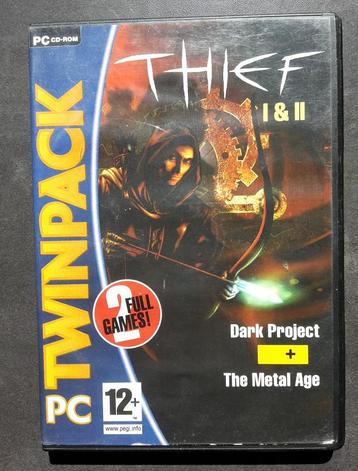 PC CD-ROM
THIEF
I & II
PC TWINPACK
2 FULL
GAMES!
Dark Project
+
The Metal Age
12+
www.pegi.info